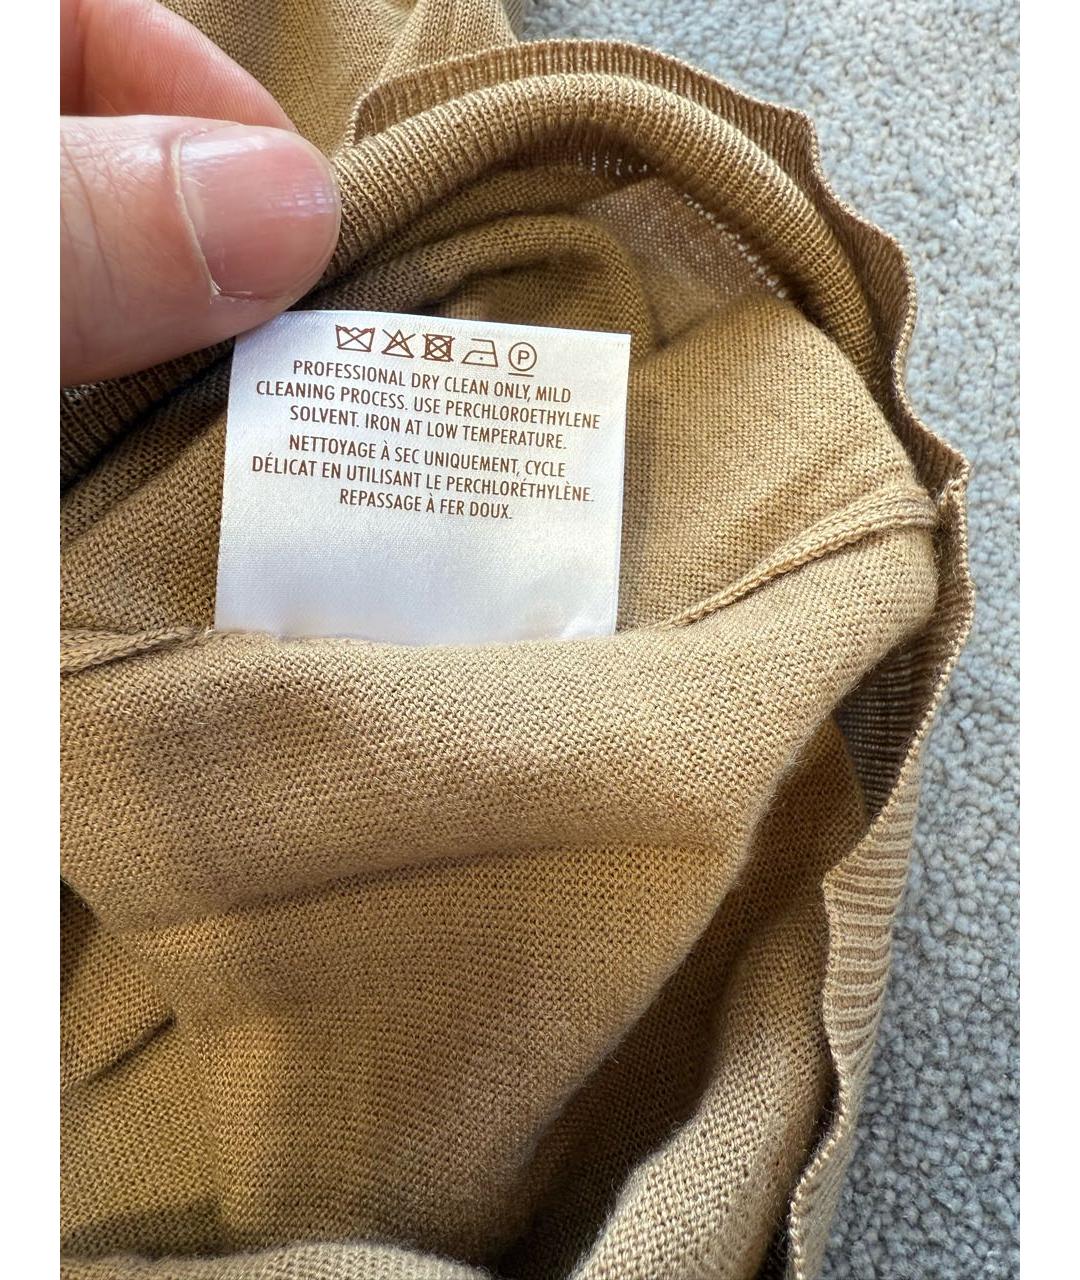 P
PROFESSIONAL DRY CLEAN ONLY, MILD
CLEANING PROCESS. USE PERCHLOROETHYLENE
SOLVENT. IRON AT LOW TEMPERATURE.
NETTOYAGE À SEC UNIQUEMENT, CYCLE
DÉLICAT EN UTILISANT LE PERCHLORÉTHYLÈNE.
REPASSAGE À FER DOUX.